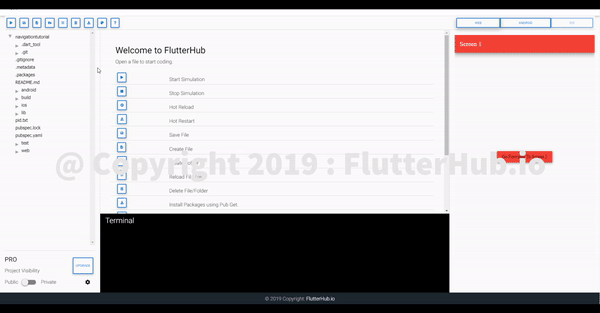 navigationtutorial
.dart_tool
.git
.gitignore
.metadata
.packages
README.md
android
build
ios
lib
pid.txt
pubspec.lock
pubspec.yaml
test
web
PRO
Project Visibility
UPGRADE
Public
Private
Welcome to FlutterHub
Open a file to start coding.
Start Simulation
Stop Simulation
Hot Reload
Hot Restart
Save File
Create File
Reload File
Delete File/Folder
Install Packages using Pub Get.
Terminal
Screen 1
@ Copyright 2019 : FlutterHub.io
© 2019 Copyright: FlutterHub.io